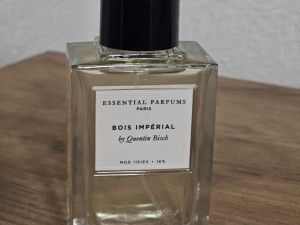 ESSENTIAL PARFUMS
PARIS
BOIS IMPÉRIAL
by Quentin Bisch